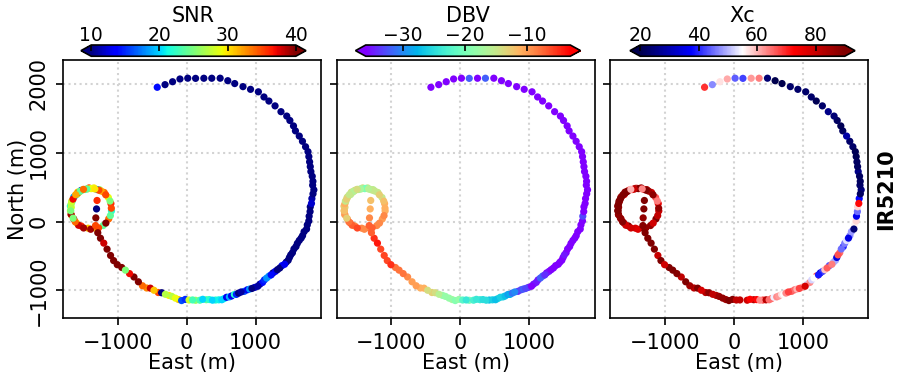 SNR DBV Xc
10 20 30 40 −30 −20 −10 20 40 60 80
2000
1000
0
−1000
North (m)
IR5210
−1000 0 1000 −1000 0 1000 −1000 0 1000
East (m) East (m) East (m)